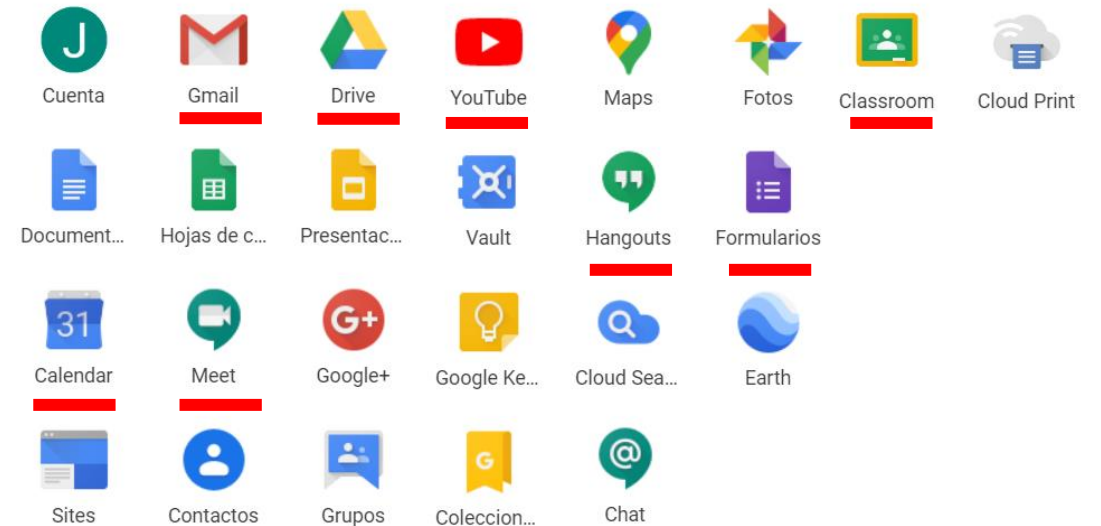 J
Cuenta Gmail Drive YouTube Maps Fotos Classroom Cloud Print
Document... Hojas de c... Presentac... Vault Hangouts Formularios
31 G+
Calendar Meet Google+ Google Ke... Cloud Sea... Earth
G @
Sites Contactos Grupos Coleccion... Chat